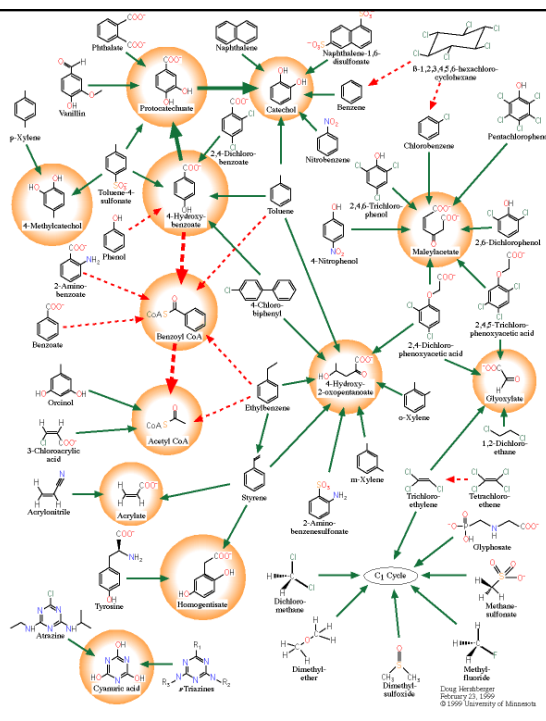 Phthalate
Naphthalene
Naphthalene-1,6-
disulfonate
ß-1,2,3,4,5,6-hexachloro-
cyclohexane
Vanillin
Protocatechuate
Catechol
Benzene
p-Xylene
2,4-Dichloro-
benzoate
Nitrobenzene
Chlorobenzene
Pentachlorophenol
Toluene-4-
sulfonate
4-Methylcatechol
4-Hydroxy-
benzoate
Toluene
2,4,6-Trichloro-
phenol
Phenol
4-Nitrophenol
Maleylacetate
2,6-Dichlorophenol
2-Amino-
benzoate
4-Chloro-
biphenyl
Benzoate
CoA S
Benzoyl CoA
2,4-Dichloro-
phenoxyacetic acid
2,4,5-Trichloro-
phenoxyacetic acid
4-Hydroxy-
2-oxopentanoate
Glyoxylate
Orcinol
CoA S
Acetyl CoA
Ethylbenzene
o-Xylene
1,2-Dichloro-
ethane
3-Chloroacrylic
acid
m-Xylene
Acrylonitrile
Acrylate
Styrene
2-Amino-
benzenesulfonate
Trichloro-
ethylene
Tetrachloro-
ethene
Glyphosate
Tyrosine
Homogentisate
Dichloro-
methane
C₁ Cycle
Methane-
sulfonate
Atrazine
Cyanuric acid
s-Triazines
Dimethyl-
ether
Dimethyl-
sulfoxide
Methyl-
fluoride
Doug Hershberger
February 23, 1999
© 1999 University of Minnesota